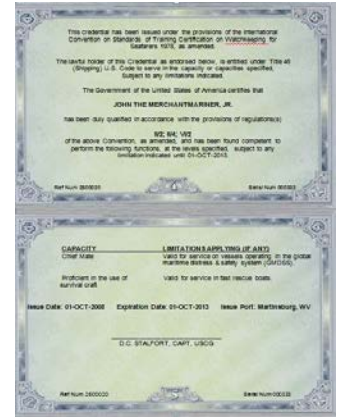 This credential has been issued under the provisions of the International
Convention on Standards of Training Certification on Watchkeeping for
Seafarers 1978, as amended.
The lawful holder of this Credential as endorsed below, is entitled under Title 46
(Shipping) U.S. Code to serve in the capacity or capacities specified,
Subject to any limitations indicated.
The Government of the United States of America certifies that
JOHN THE MERCHANTMARINER, JR.
has been duly qualified in accordance with the provisions of regulations(s)
II/2; II/4; VI/2
of the above Convention, as amended, and has been found competent to
perform the following functions, at the levels specified, subject to any
limitation indicated until 01-OCT-2013.
Ref Num
Serial Num
CAPACITY LIMITATIONS APPLYING (IF ANY)
Chief Mate Valid for service on vessels operating in the global
maritime distress & safety system (GMDSS).
Proficient in the use of Valid for service in fast rescue boats.
survival craft
Issue Date: 01-OCT-2008 Expiration Date: 01-OCT-2013 Issue Port: Martinsburg, WV
D.C. STALFORT, CAPT, USCG
Ref Num
Serial Num